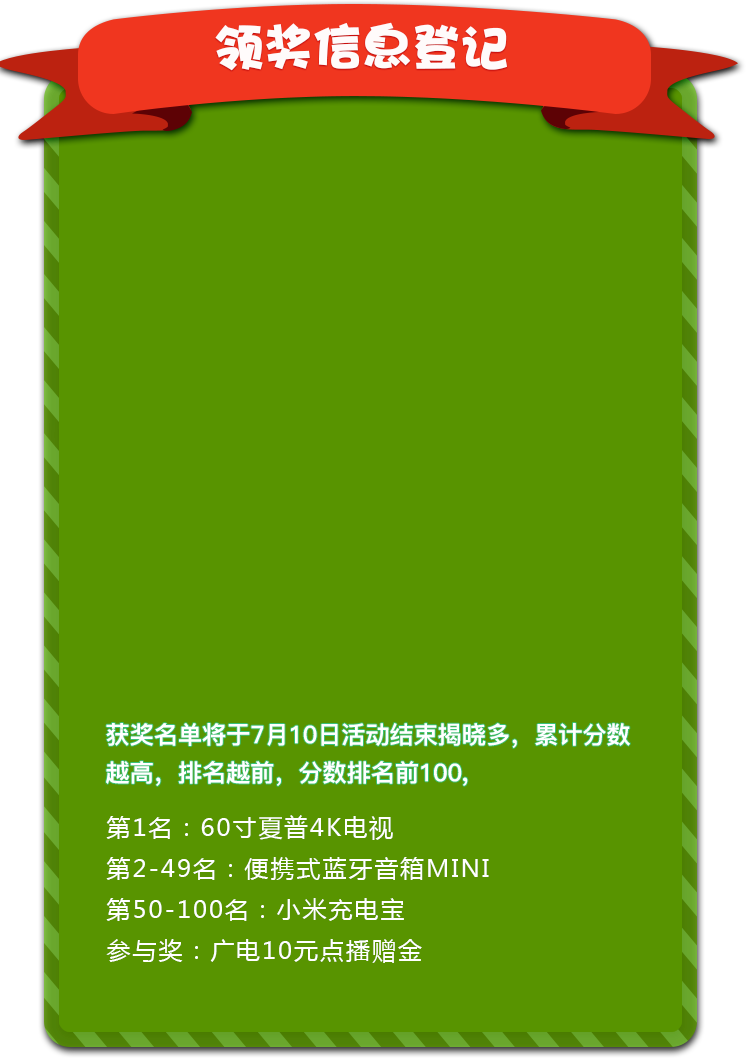 领奖信息登记
获奖名单将于7月10日活动结束揭晓多，累计分数
越高，排名越前，分数排名前100,
第1名：60寸夏普4K电视
第2-49名：便携式蓝牙音箱MINI
第50-100名：小米充电宝
参与奖：广电10元点播赠金